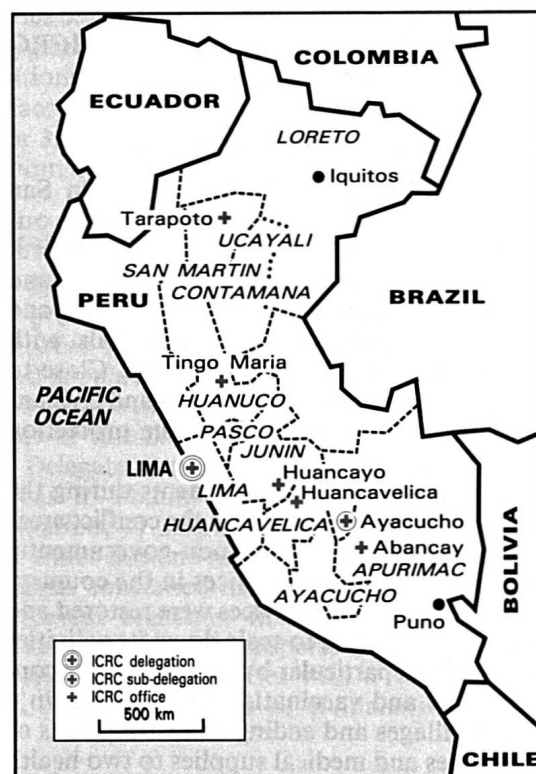 COLOMBIA
ECUADOR
LORETO
Iquitos
Tarapoto
UCAYALI
SAN MARTIN
CONTAMANA
PERU
BRAZIL
Tingo Maria
PACIFIC
OCEAN
HUANUCO
PASCO
JUNIN
LIMA
Huancayo
LIMA
Huancavelica
HUANCAVELICA
Ayacucho
Abancay
APURIMAC
AYACUCHO
BOLIVIA
Puno
ICRC delegation
ICRC sub-delegation
ICRC office
500 km
CHILE